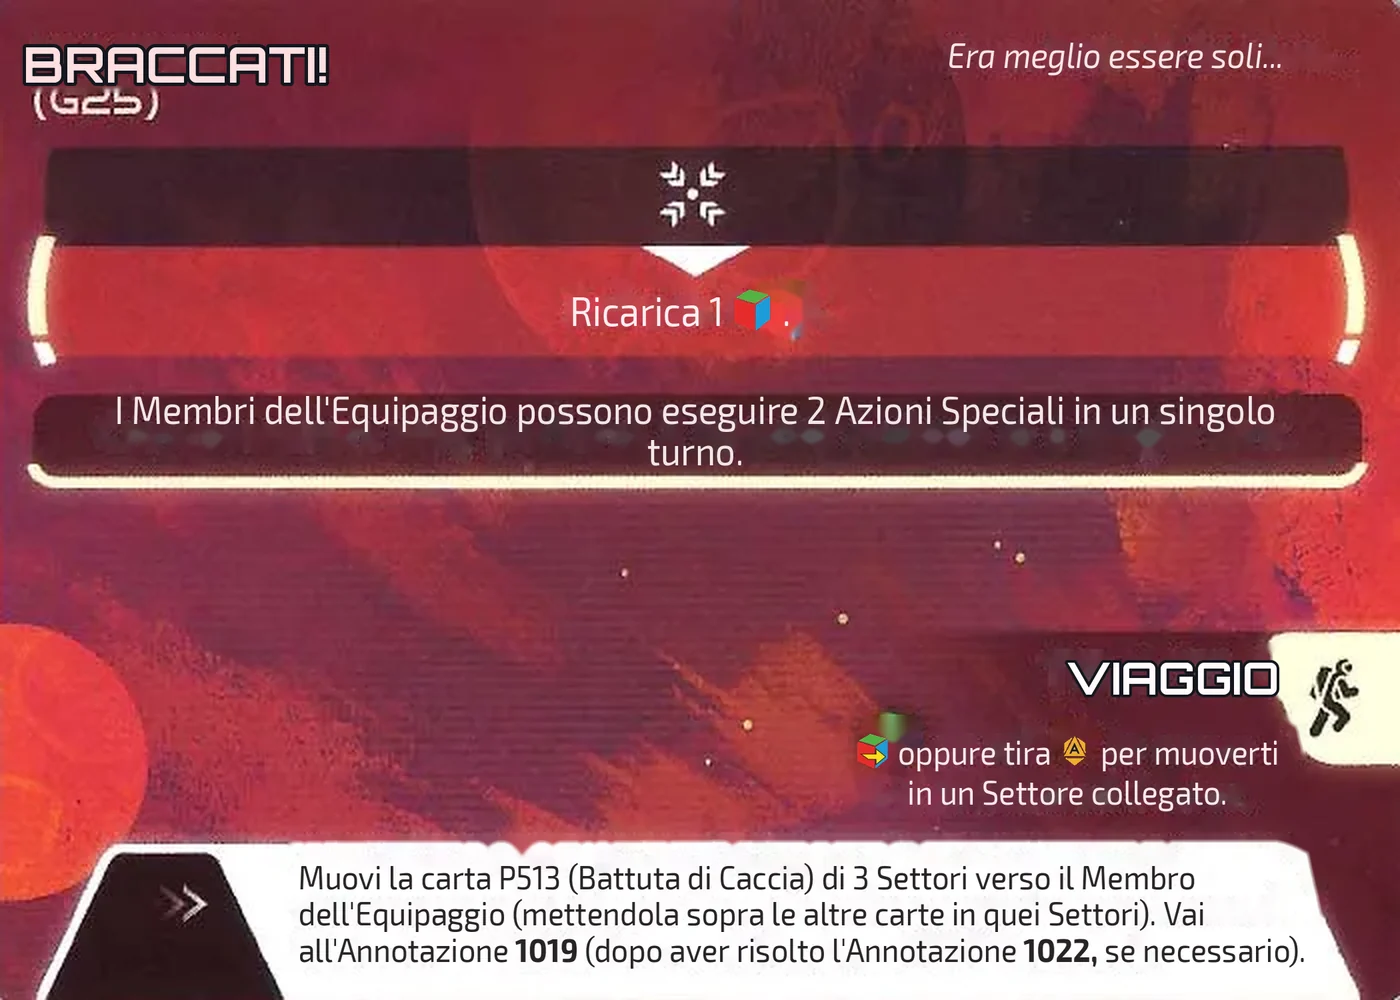 BRACCATI!
(G25)
Era meglio essere soli...
Ricarica 1 .
I Membri dell'Equipaggio possono eseguire 2 Azioni Speciali in un singolo
turno.
VIAGGIO
oppure tira A per muoverti
in un Settore collegato.
Muovi la carta P513 (Battuta di Caccia) di 3 Settori verso il Membro
dell'Equipaggio (mettendola sopra le altre carte in quei Settori). Vai
all'Annotazione 1019 (dopo aver risolto l'Annotazione 1022, se necessario).